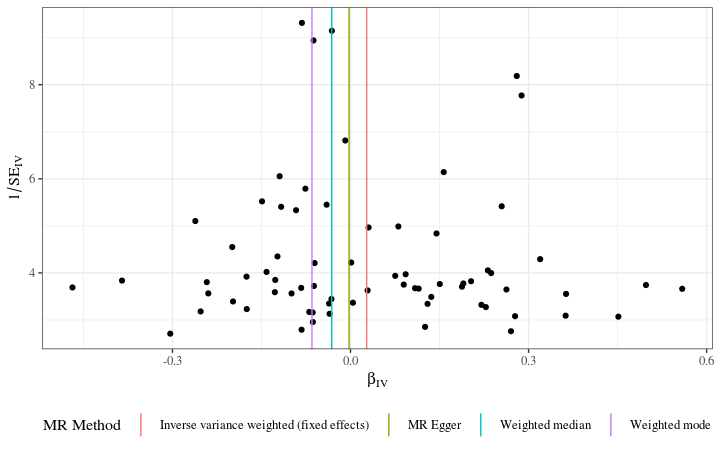 1/SE_IV
8
6
4
-0.3 0.0 0.3 0.6
β_IV
MR Method Inverse variance weighted (fixed effects) MR Egger Weighted median Weighted mode